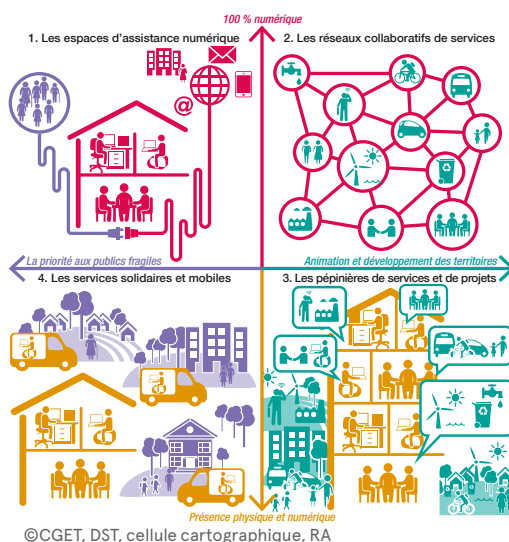 100 % numérique
1. Les espaces d'assistance numérique
2. Les réseaux collaboratifs de services
@
La priorité aux publics fragiles
Animation et développement des territoires
4. Les services solidaires et mobiles
3. Les pépinières de services et de projets
Présence physique et numérique
©CGET, DST, cellule cartographique, RA